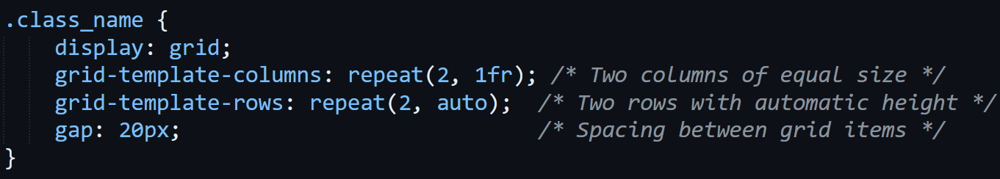 .class_name {
    display: grid;
    grid-template-columns: repeat(2, 1fr); /* Two columns of equal size */
    grid-template-rows: repeat(2, auto);  /* Two rows with automatic height */
    gap: 20px;                            /* Spacing between grid items */
}